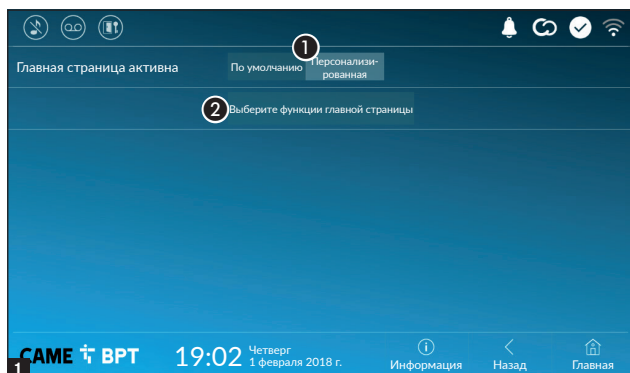 1
Главная страница активна
По умолчанию
Персонализи-
рованная
2
Выберите функции главной страницы
1
CAME BPT
19:02
Четверг
1 февраля 2018 г.
Информация
Назад
Главная